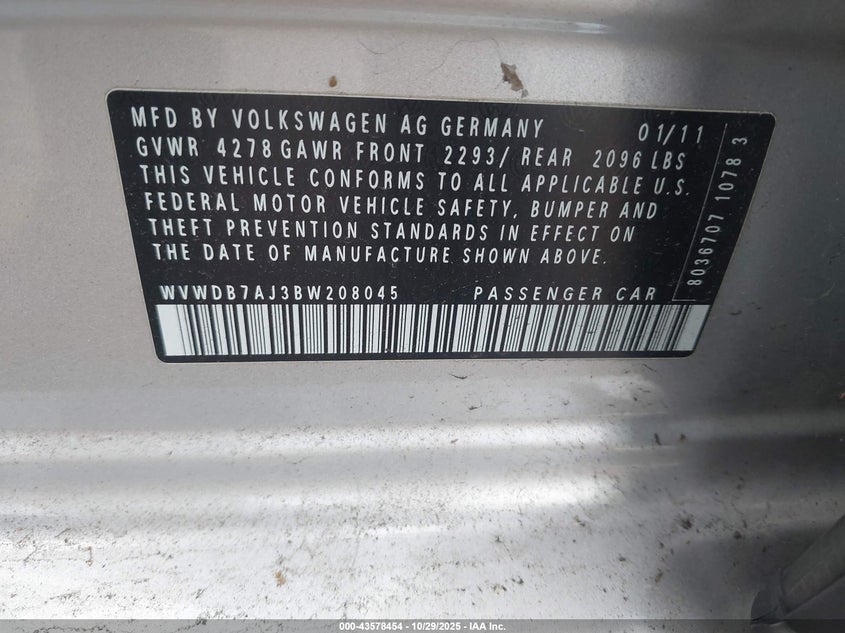 MFD BY VOLKSWAGEN AG GERMANY 01/11
GVWR 4278 GAWR FRONT 2293/ REAR 2096 LBS
THIS VEHICLE CONFORMS TO ALL APPLICABLE U.S.
FEDERAL MOTOR VEHICLE SAFETY, BUMPER AND
THEFT PREVENTION STANDARDS IN EFFECT ON
THE DATE OF MANUFACTURE SHOWN ABOVE.
WVWDB7AJ3BW208045 PASSENGER CAR
8036707 1078 3
000-43578454 - 10/29/2025 - IAA Inc.